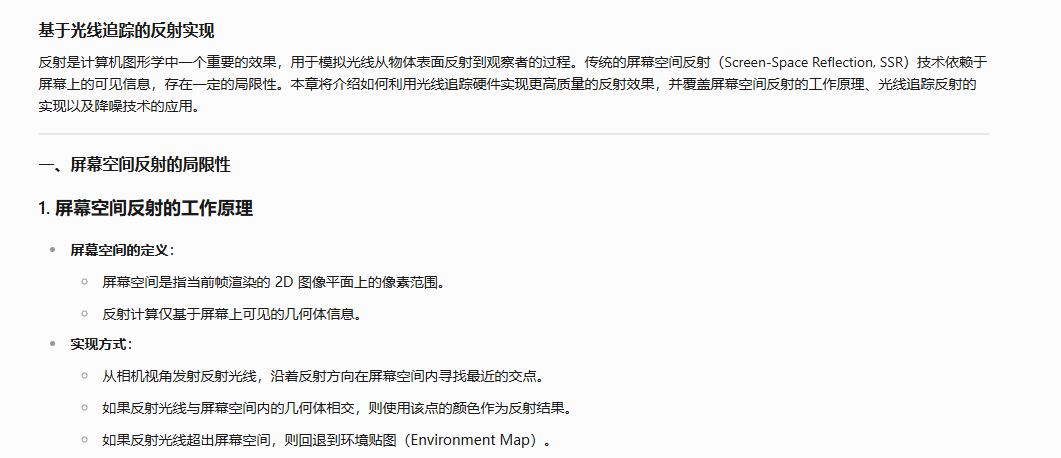 基于光线追踪的反射实现
反射是计算机图形学中一个重要的效果，用于模拟光线从物体表面反射到观察者的过程。传统的屏幕空间反射（Screen-Space Reflection, SSR）技术依赖于
屏幕上的可见信息，存在一定的局限性。本章将介绍如何利用光线追踪硬件实现更高质量的反射效果，并覆盖屏幕空间反射的工作原理、光线追踪反射的
实现以及降噪技术的应用。
一、屏幕空间反射的局限性
1. 屏幕空间反射的工作原理
屏幕空间的定义：
屏幕空间是指当前帧渲染的 2D 图像平面上的像素范围。
反射计算仅基于屏幕上可见的几何体信息。
实现方式：
从相机视角发射反射光线，沿着反射方向在屏幕空间内寻找最近的交点。
如果反射光线与屏幕空间内的几何体相交，则使用该点的颜色作为反射结果。
如果反射光线超出屏幕空间，则回退到环境贴图（Environment Map）。